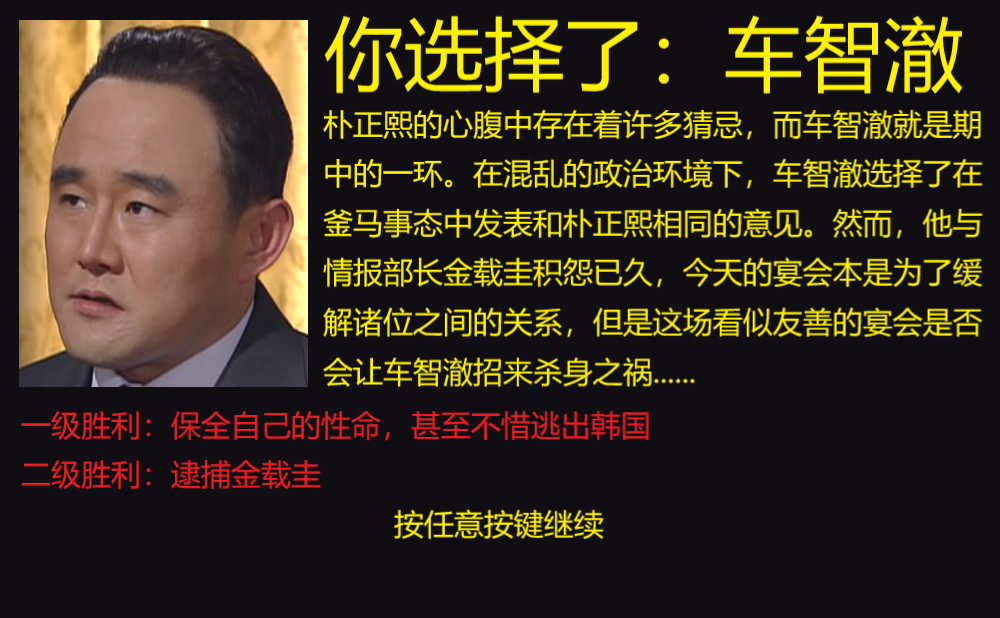 你选择了：车智澈
朴正熙的心腹中存在着许多猜忌，而车智澈就是期
中的一环。在混乱的政治环境下，车智澈选择了在
釜马事态中发表和朴正熙相同的意见。然而，他与
情报部长金载圭积怨已久，今天的宴会本是为了缓
解诸位之间的关系，但是这场看似友善的宴会是否
会让车智澈招来杀身之祸......
一级胜利：保全自己的性命，甚至不惜逃出韩国
二级胜利：逮捕金载圭
按任意按键继续